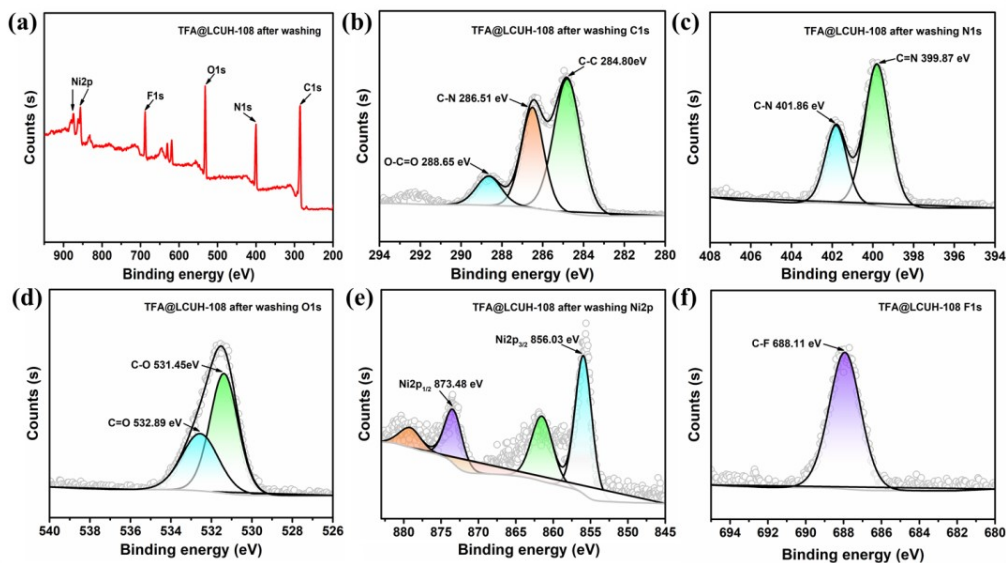 (a)
TFA@LCUH-108 after washing
Ni2p
F1s
O1s
N1s
C1s
Counts (s)
900 800 700 600 500 400 300 200
Binding energy (eV)
(b)
TFA@LCUH-108 after washing C1s
C-C 284.80eV
C-N 286.51 eV
O-C=O 288.65 eV
Counts (s)
294 292 290 288 286 284 282 280
Binding energy (eV)
(c)
TFA@LCUH-108 after washing N1s
C=N 399.87 eV
C-N 401.86 eV
Counts (s)
408 406 404 402 400 398 396 394
Binding energy (eV)
(d)
TFA@LCUH-108 after washing O1s
C-O 531.45eV
C=O 532.89 eV
Counts (s)
540 538 536 534 532 530 528 526
Binding energy (eV)
(e)
TFA@LCUH-108 after washing Ni2p
Ni2p3/2 856.03 eV
Ni2p1/2 873.48 eV
Counts (s)
880 875 870 865 860 855 850 845
Binding energy (eV)
(f)
TFA@LCUH-108 F1s
C-F 688.11 eV
Counts (s)
694 692 690 688 686 684 682 680
Binding energy (eV)